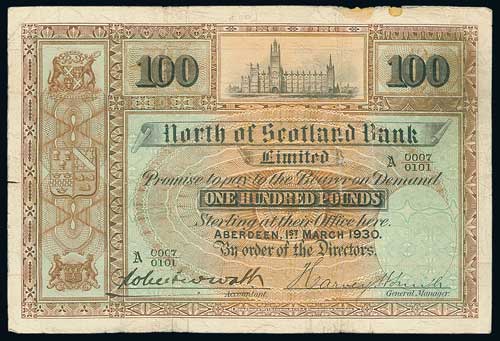 100 100
North of Scotland Bank
Limited
A 0007
0101
Promise to pay to the Bearer on Demand
ONE HUNDRED POUNDS
Sterling at their Office here.
ABERDEEN, 1ST MARCH 1930.
By order of the Directors.
A 0007
0101
Accountant. General Manager.